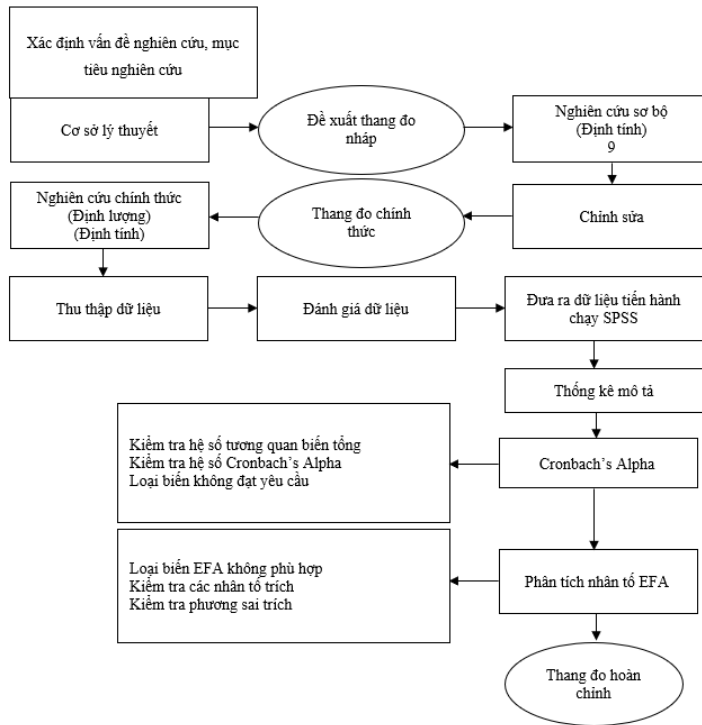 Xác định vấn đề nghiên cứu, mục
tiêu nghiên cứu
Cơ sở lý thuyết
Đề xuất thang đo
nháp
Nghiên cứu sơ bộ
(Định tính)
9
Nghiên cứu chính thức
(Định lượng)
(Định tính)
Thang đo chính
thức
Chỉnh sửa
Thu thập dữ liệu
Đánh giá dữ liệu
Đưa ra dữ liệu tiến hành
chạy SPSS
Thống kê mô tả
Kiểm tra hệ số tương quan biến tổng
Kiểm tra hệ số Cronbach’s Alpha
Loại biến không đạt yêu cầu
Cronbach’s Alpha
Loại biến EFA không phù hợp
Kiểm tra các nhân tố trích
Kiểm tra phương sai trích
Phân tích nhân tố EFA
Thang đo hoàn
chỉnh